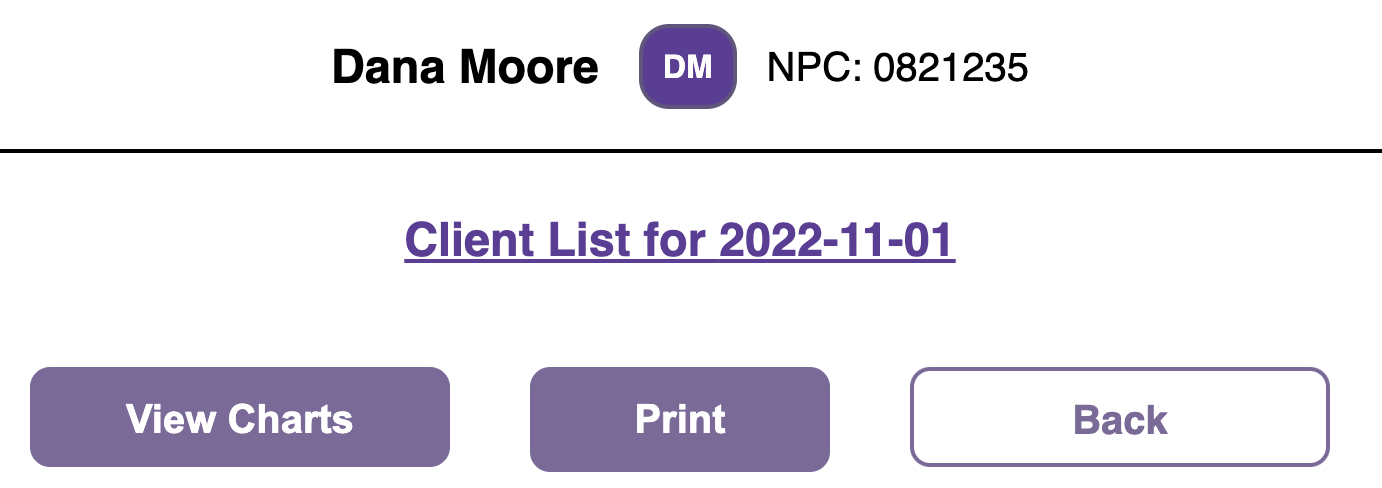 Dana Moore DM NPC: 0821235
Client List for 2022-11-01
View Charts Print Back